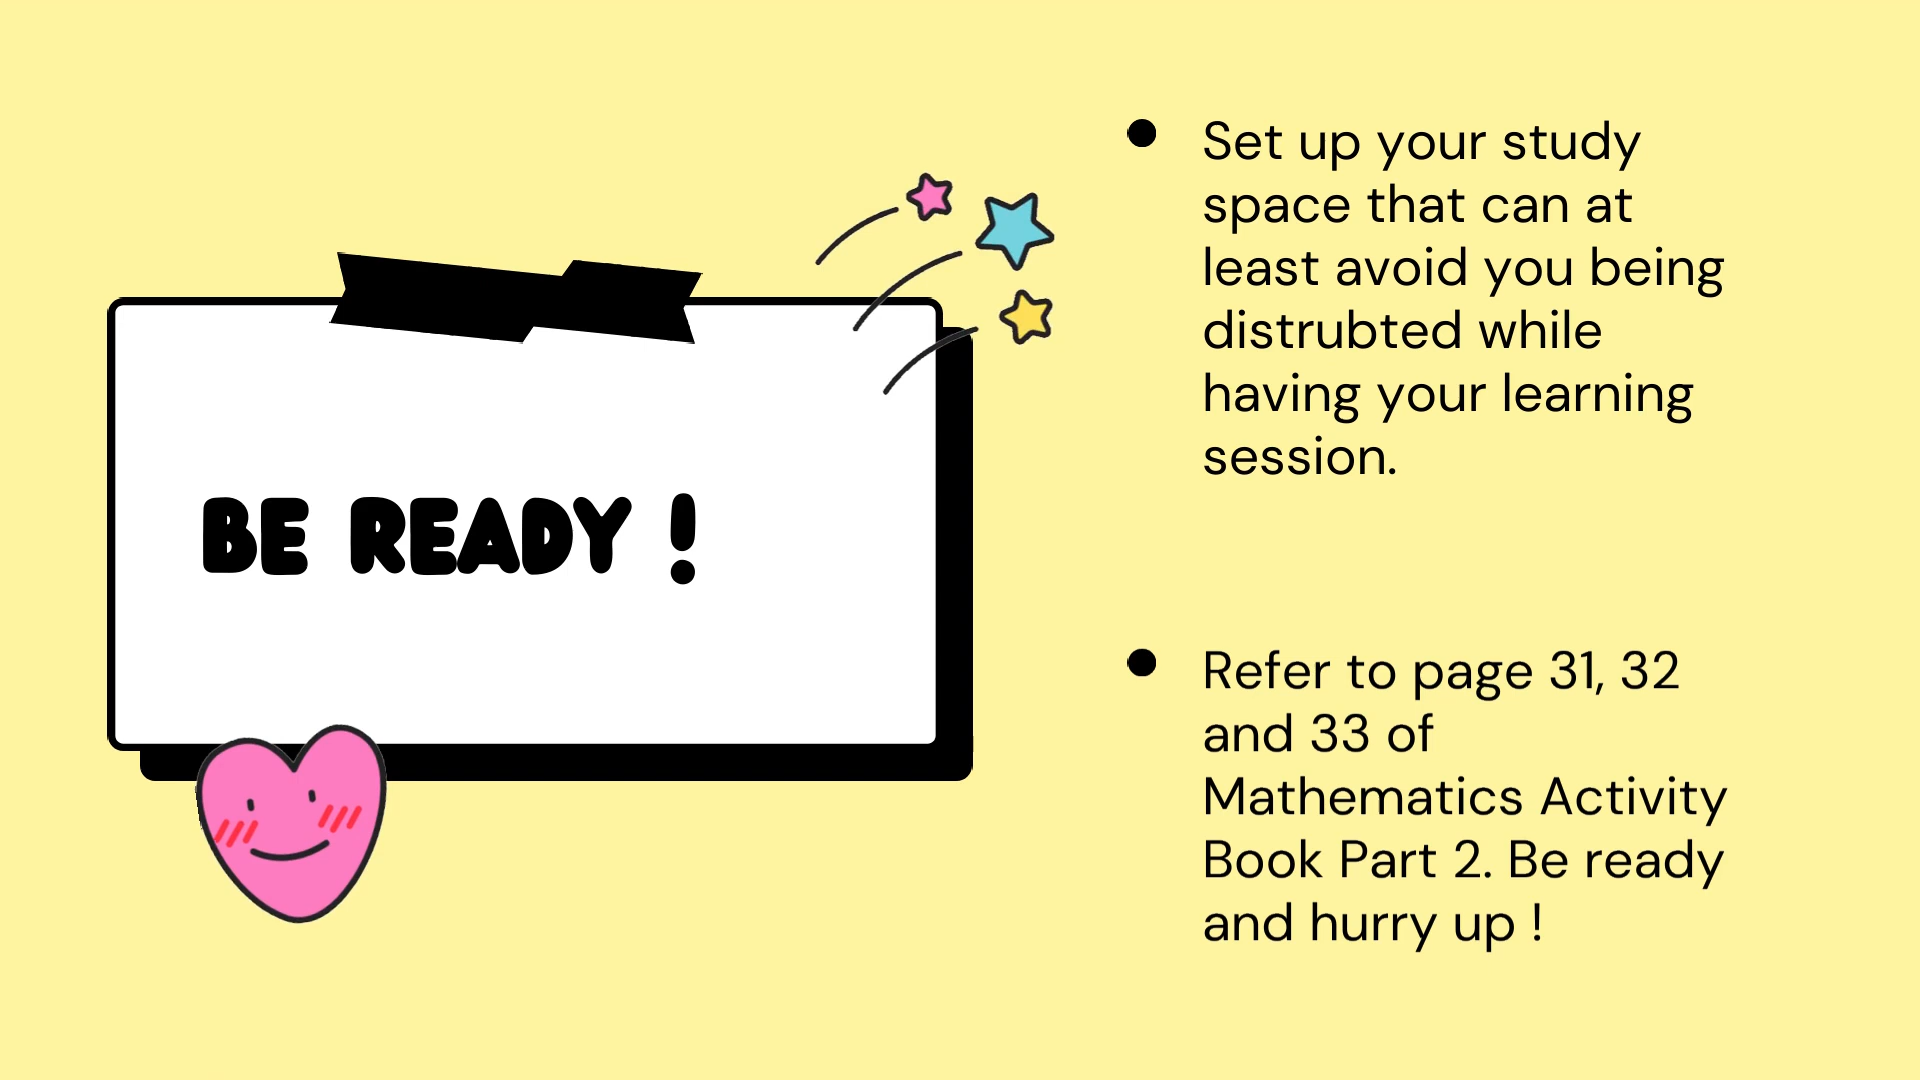 BE READY !
Set up your study
space that can at
least avoid you being
distrubted while
having your learning
session.
Refer to page 31, 32
and 33 of
Mathematics Activity
Book Part 2. Be ready
and hurry up !